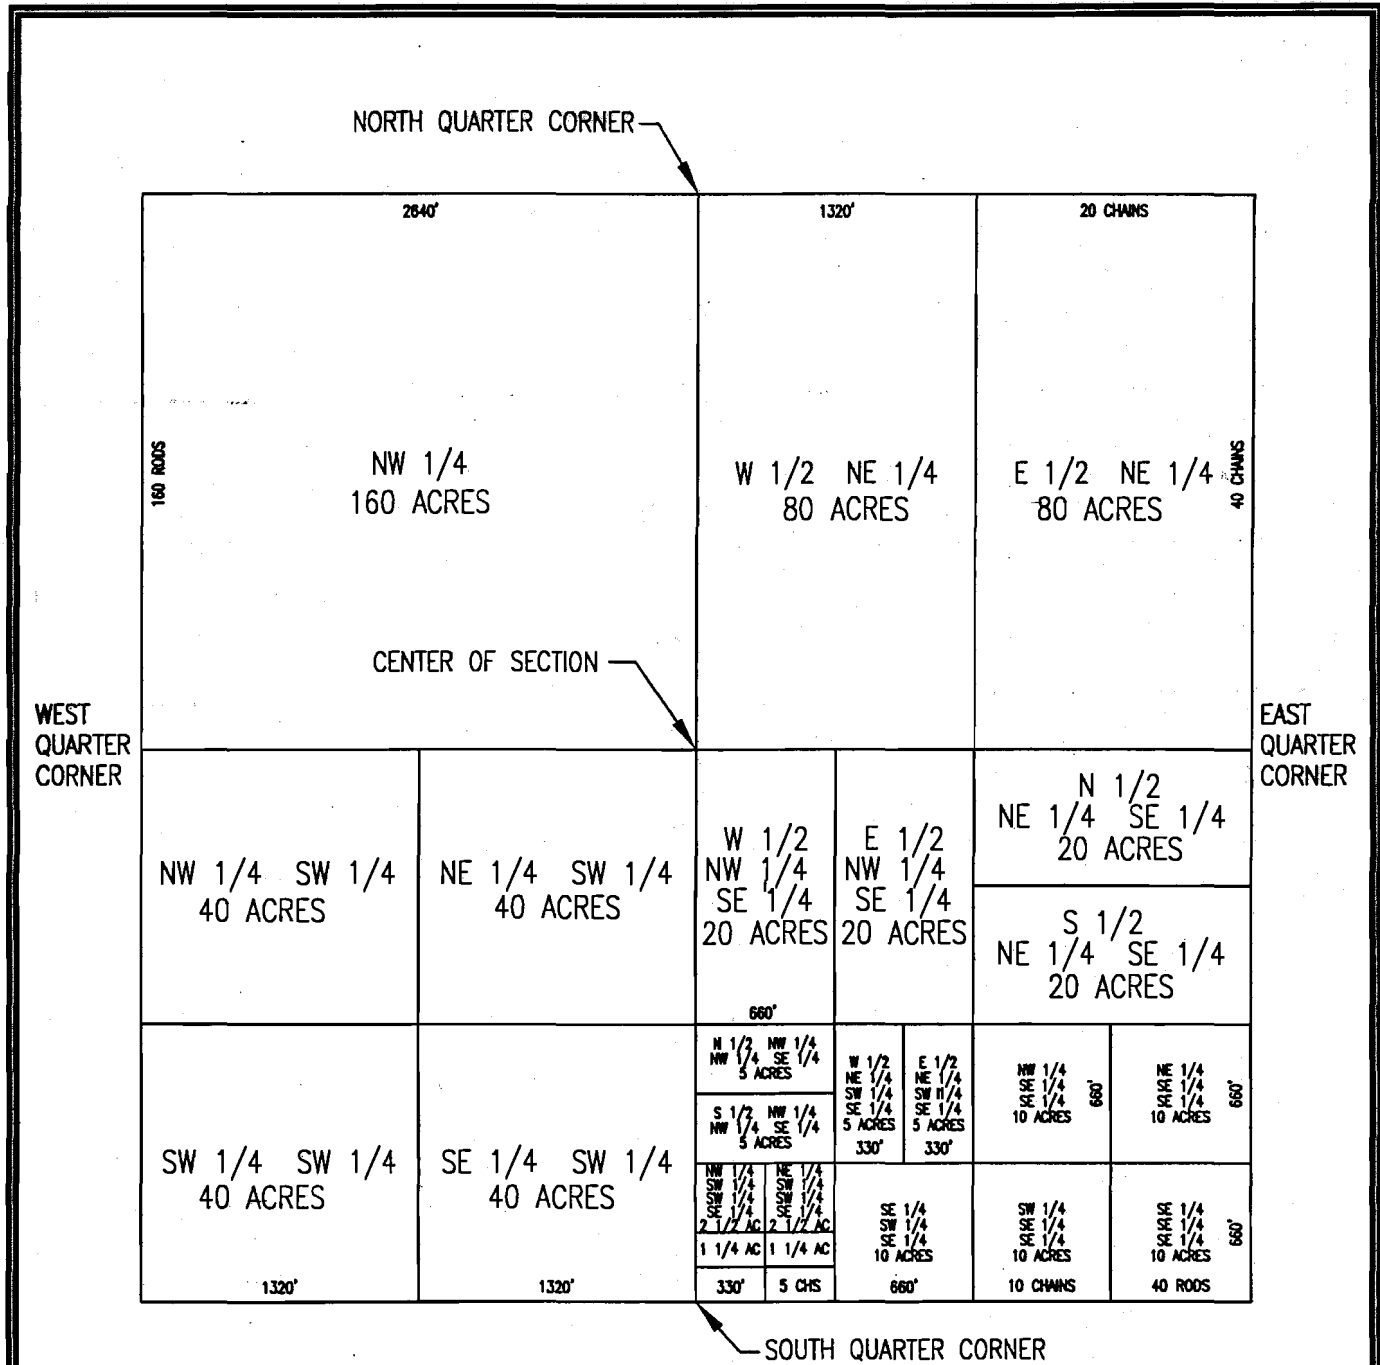 NORTH QUARTER CORNER
2640'
1320'
20 CHAINS
160 RODS
NW 1/4
160 ACRES
W 1/2 NE 1/4
80 ACRES
E 1/2 NE 1/4
80 ACRES
40 CHAINS
CENTER OF SECTION
WEST
QUARTER
CORNER
EAST
QUARTER
CORNER
NW 1/4 SW 1/4
40 ACRES
NE 1/4 SW 1/4
40 ACRES
W 1/2
NW 1/4
SE 1/4
20 ACRES
660'
E 1/2
NW 1/4
SE 1/4
20 ACRES
N 1/2
NE 1/4 SE 1/4
20 ACRES
S 1/2
NE 1/4 SE 1/4
20 ACRES
SW 1/4 SW 1/4
40 ACRES
1320'
SE 1/4 SW 1/4
40 ACRES
1320'
N 1/2 NW 1/4
NW 1/4 SE 1/4
5 ACRES
S 1/2 NW 1/4
NW 1/4 SE 1/4
5 ACRES
W 1/2
NE 1/4
SW 1/4
SE 1/4
5 ACRES
330'
E 1/2
NE 1/4
SW 1/4
SE 1/4
5 ACRES
330'
NW 1/4
SE 1/4
SE 1/4
10 ACRES
660'
NE 1/4
SE 1/4
SE 1/4
10 ACRES
660'
NW 1/4
SW 1/4
SW 1/4
SE 1/4
2 1/2 AC
NE 1/4
SW 1/4
SW 1/4
SE 1/4
2 1/2 AC
1 1/4 AC
1 1/4 AC
330'
5 CHS
SE 1/4
SW 1/4
SE 1/4
10 ACRES
660'
SW 1/4
SE 1/4
SE 1/4
10 ACRES
10 CHAINS
SE 1/4
SE 1/4
SE 1/4
10 ACRES
660'
40 RODS
SOUTH QUARTER CORNER